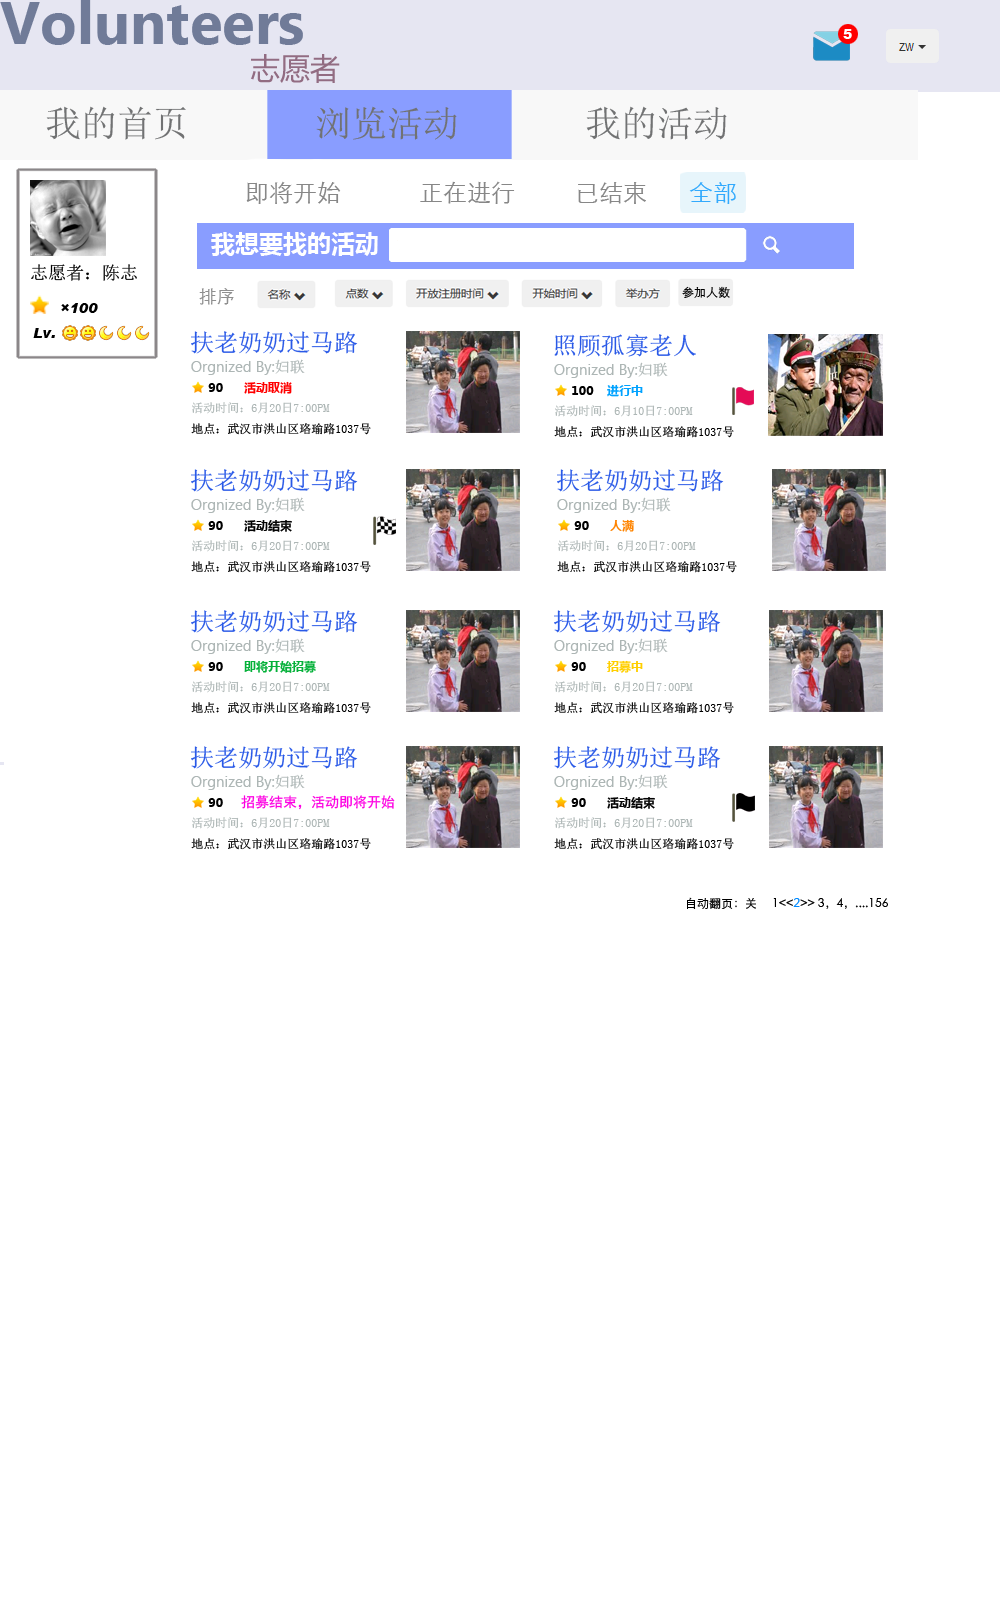 Volunteers
志愿者
5
ZW
我的首页 浏览活动 我的活动
即将开始 正在进行 已结束 全部
我想要找的活动
志愿者：陈志
×100
Lv.
排序 名称 点数 开放注册时间 开始时间 举办方 参加人数
扶老奶奶过马路
Orgnized By:妇联
90 活动取消
活动时间：6月20日7:00PM
地点：武汉市洪山区珞瑜路1037号
照顾孤寡老人
Orgnized By:妇联
100 进行中
活动时间：6月10日7:00PM
地点：武汉市洪山区珞瑜路1037号
扶老奶奶过马路
Orgnized By:妇联
90 活动结束
活动时间：6月20日7:00PM
地点：武汉市洪山区珞瑜路1037号
扶老奶奶过马路
Orgnized By:妇联
90 人满
活动时间：6月20日7:00PM
地点：武汉市洪山区珞瑜路1037号
扶老奶奶过马路
Orgnized By:妇联
90 即将开始招募
活动时间：6月20日7:00PM
地点：武汉市洪山区珞瑜路1037号
扶老奶奶过马路
Orgnized By:妇联
90 招募中
活动时间：6月20日7:00PM
地点：武汉市洪山区珞瑜路1037号
扶老奶奶过马路
Orgnized By:妇联
90 招募结束，活动即将开始
活动时间：6月20日7:00PM
地点：武汉市洪山区珞瑜路1037号
扶老奶奶过马路
Orgnized By:妇联
90 活动结束
活动时间：6月20日7:00PM
地点：武汉市洪山区珞瑜路1037号
自动翻页：关 1<<2>> 3，4，....156